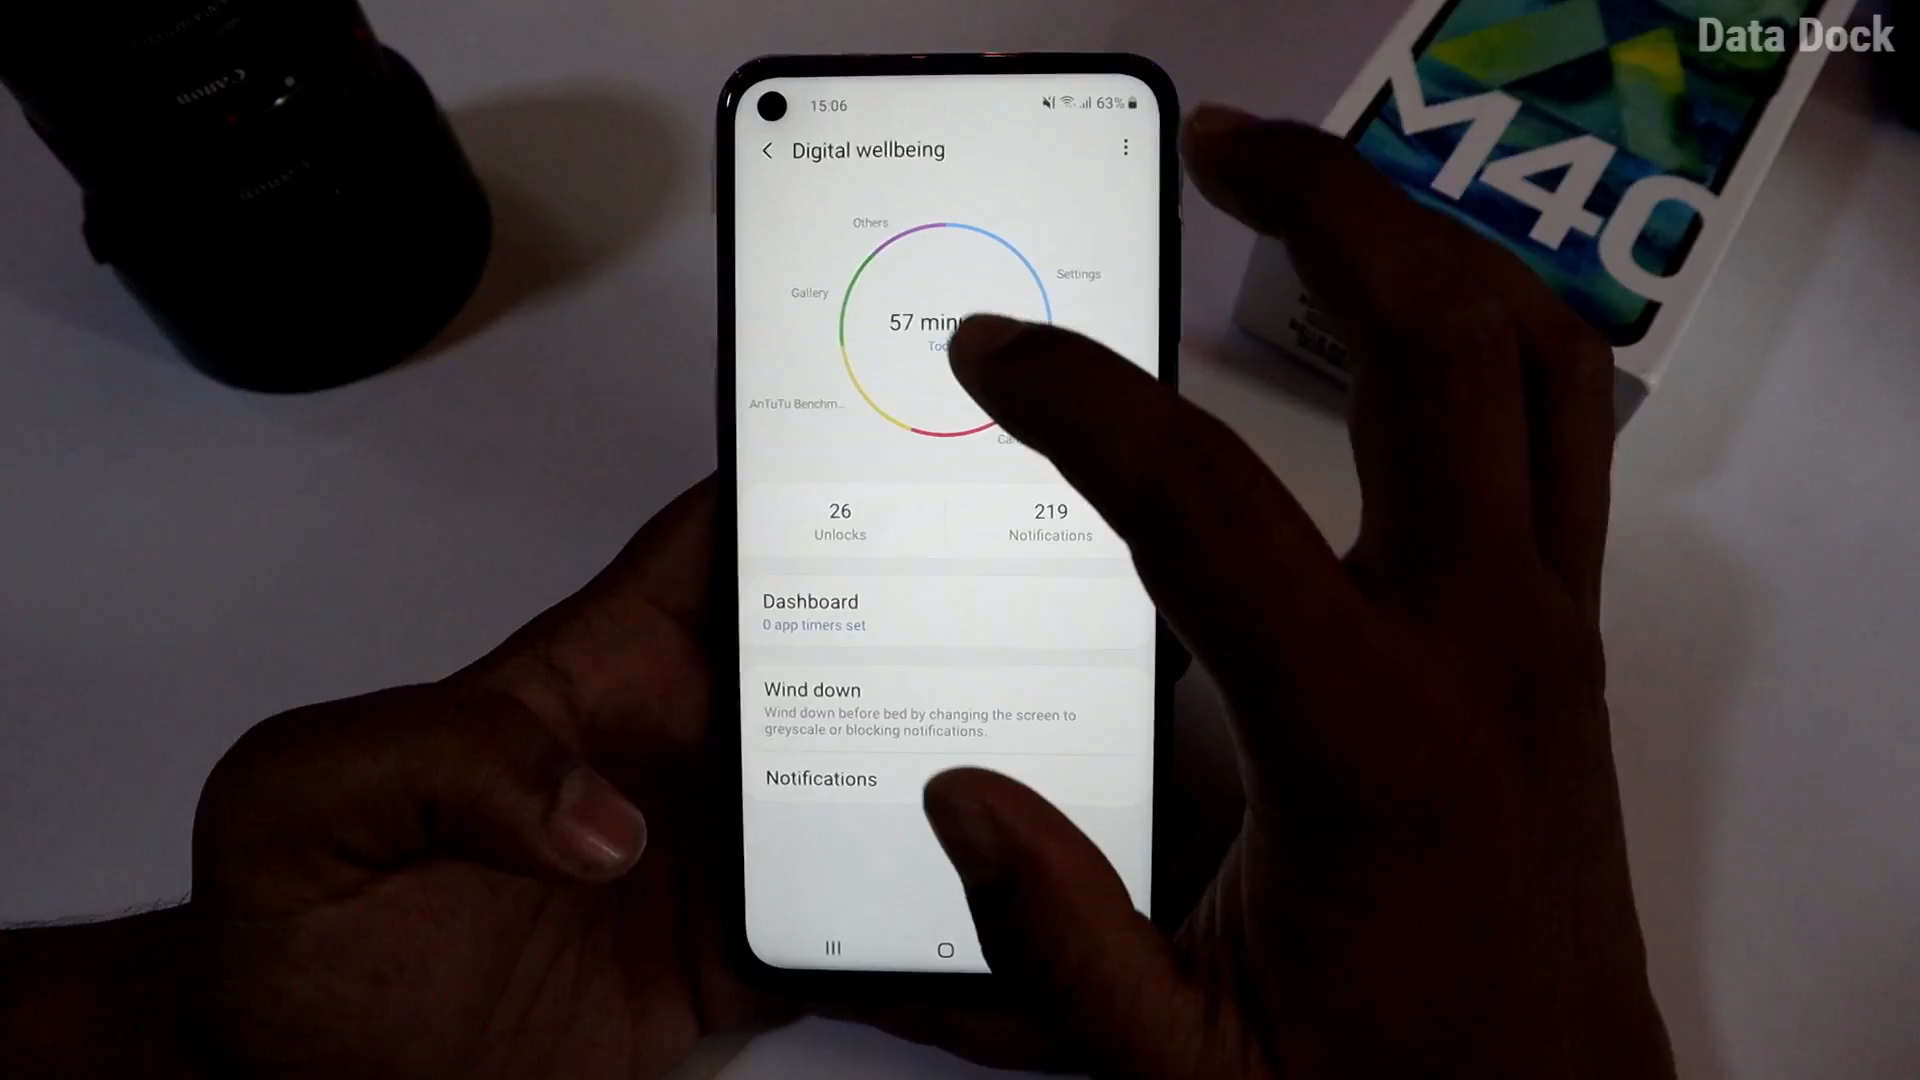 Data Dock
Canon
M40
15:06
63%
Digital wellbeing
Others
Settings
Gallery
57
Today
AnTuTu Benchm...
26
219
Unlocks
Notifications
Dashboard
0 app timers set
Wind down
Wind down before bed by changing the screen to
greyscale or blocking notifications.
Notifications